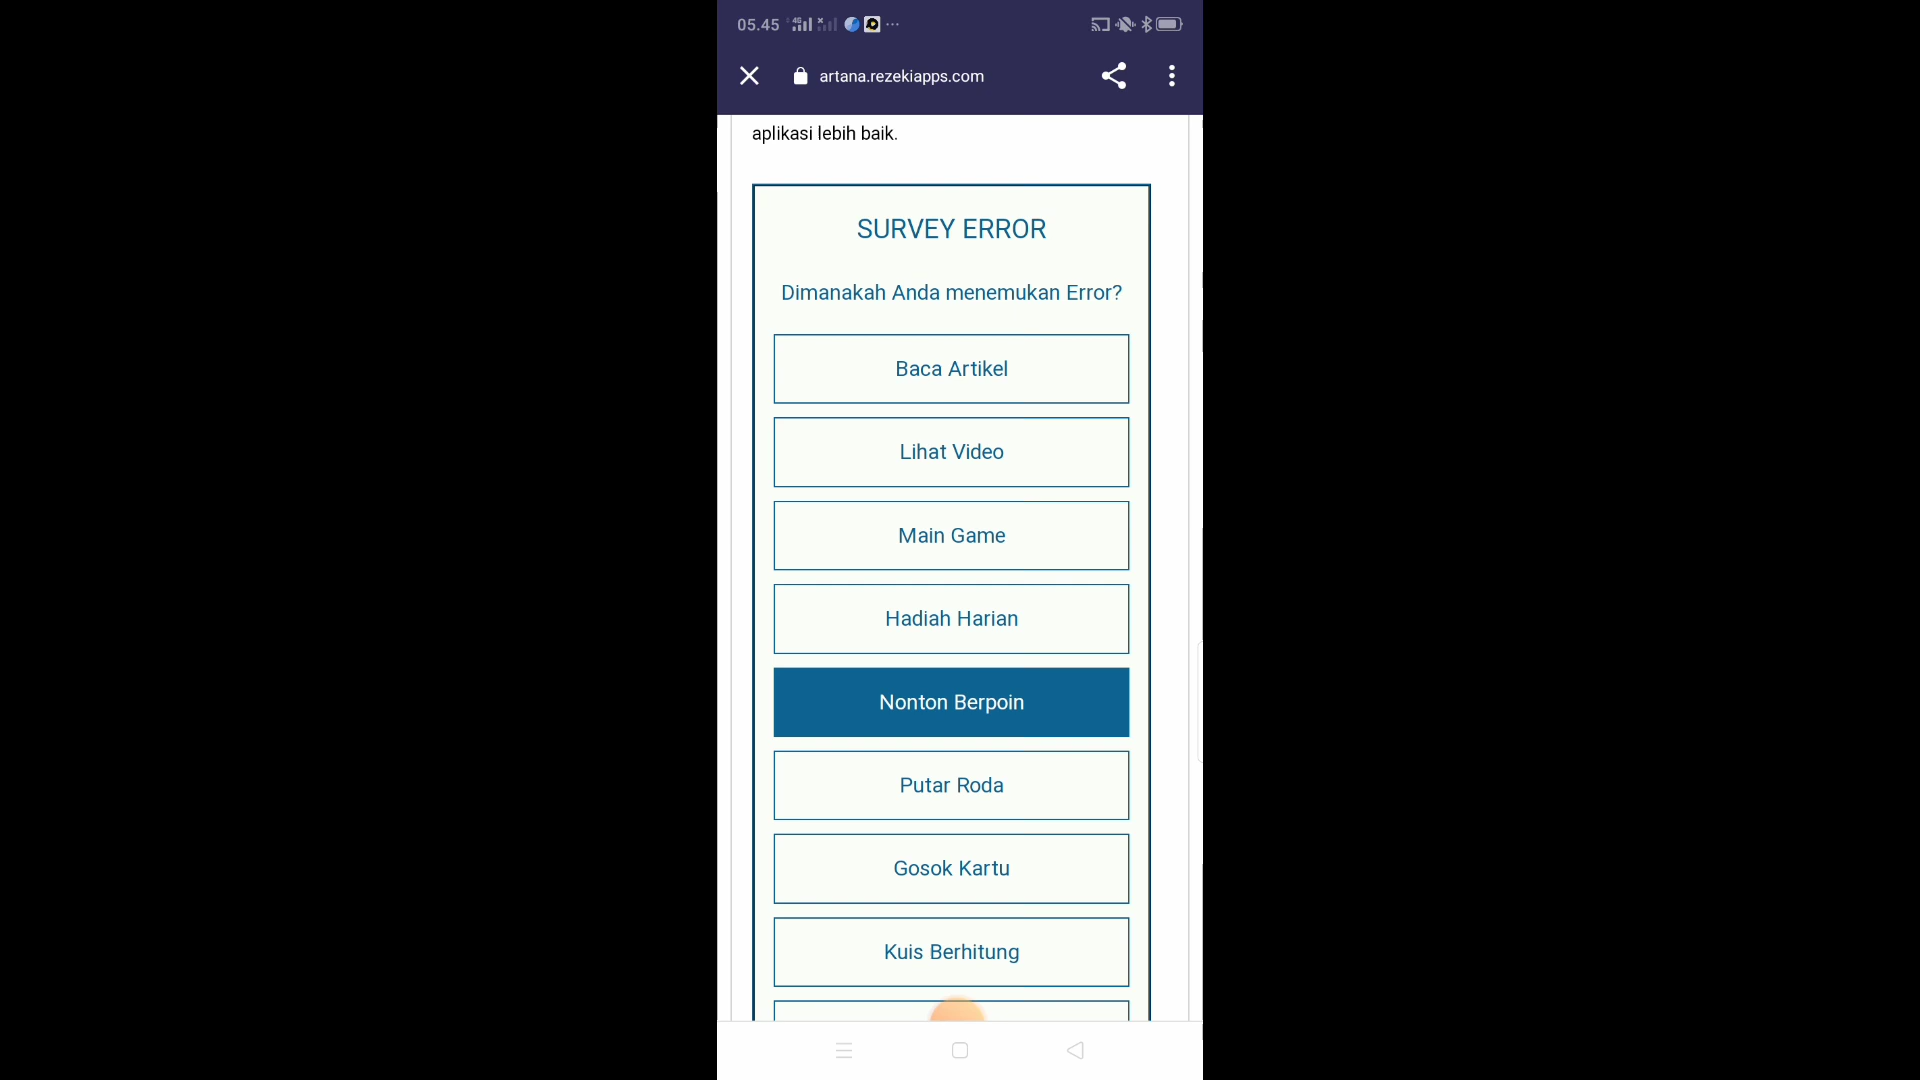 05.45 4G
artana.rezekiapps.com
aplikasi lebih baik.
SURVEY ERROR
Dimanakah Anda menemukan Error?
Baca Artikel
Lihat Video
Main Game
Hadiah Harian
Nonton Berpoin
Putar Roda
Gosok Kartu
Kuis Berhitung